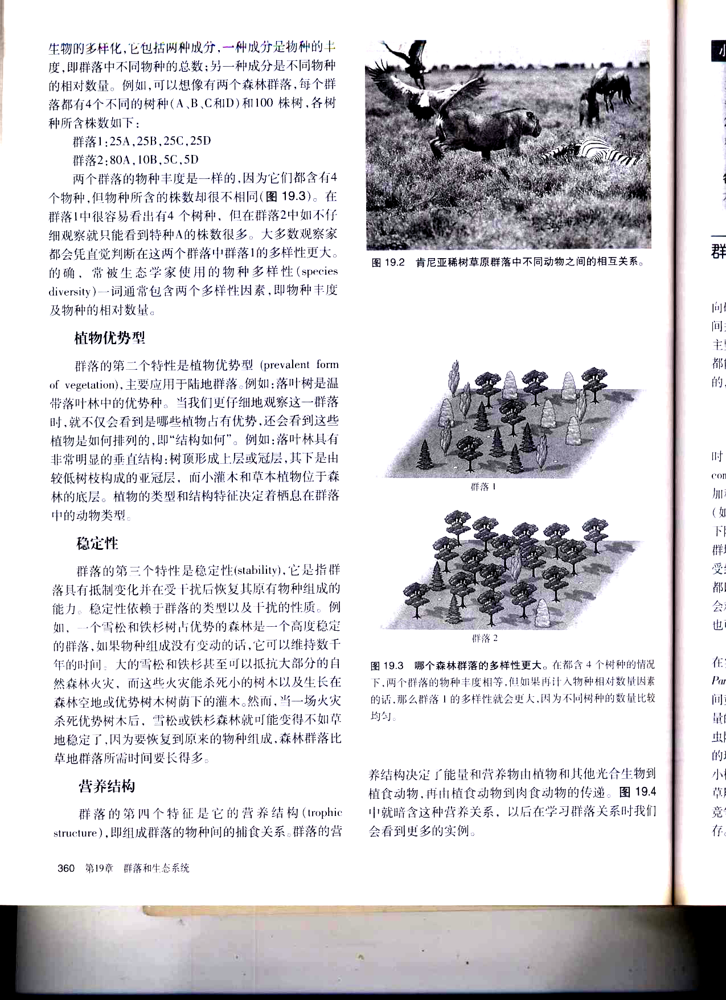 生物的多样化,它包括两种成分,一种成分是物种的丰
度,即群落中不同物种的总数;另一种成分是不同物种
的相对数量。例如,可以想像有两个森林群落,每个群
落都有4个不同的树种(A、B、C和D)和100 株树,各树
种所含株数如下:
群落1:25A,25B,25C,25D
群落2:80A,10B,5C,5D
两个群落的物种丰度是一样的,因为它们都含有4
个物种,但物种所含的株数却很不相同(图 19.3)。在
群落1中很容易看出有4 个树种, 但在群落2中如不仔
细观察就只能看到特种A的株数很多。大多数观察家
都会凭直觉判断在这两个群落中群落1的多样性更大。
的确, 常被生态学家使用的物种多样性(species
diversity)一词通常包含两个多样性因素,即物种丰度
及物种的相对数量。
植物优势型
群落的第二个特性是植物优势型 (prevalent form
of vegetation),主要应用于陆地群落。例如:落叶树是温
带落叶林中的优势种。当我们更仔细地观察这一群落
时,就不仅会看到是哪些植物占有优势,还会看到这些
植物是如何排列的,即“结构如何”。例如:落叶林具有
非常明显的垂直结构:树顶形成上层或冠层,其下是由
较低树枝构成的亚冠层, 而小灌木和草本植物位于森
林的底层。植物的类型和结构特征决定着栖息在群落
中的动物类型。
稳定性
群落的第三个特性是稳定性(stability),它是指群
落具有抵制变化并在受干扰后恢复其原有物种组成的
能力。稳定性依赖于群落的类型以及干扰的性质。例
如, 一个雪松和铁杉树占优势的森林是一个高度稳定
的群落,如果物种组成没有变动的话,它可以维持数千
年的时间。大的雪松和铁杉甚至可以抵抗大部分的自
然森林火灾, 而这些火灾能杀死小的树木以及生长在
森林空地或优势树木树荫下的灌木。然而,当一场火灾
杀死优势树木后, 雪松或铁杉森林就可能变得不如草
地稳定了,因为要恢复到原来的物种组成,森林群落比
草地群落所需时间要长得多。
营养结构
群落的第四个特征是它的营养结构(trophic
structure),即组成群落的物种间的捕食关系。群落的营
360 第19章 群落和生态系统
图 19.2 肯尼亚稀树草原群落中不同动物之间的相互关系。
群落 1
群落 2
图 19.3 哪个森林群落的多样性更大。在都含 4 个树种的情况
下,两个群落的物种丰度相等,但如果再计入物种相对数量因素
的话,那么群落 1 的多样性就会更大,因为不同树种的数量比较
均匀。
养结构决定了能量和营养物由植物和其他光合生物到
植食动物,再由植食动物到肉食动物的传递。图 19.4
中就暗含这种营养关系, 以后在学习群落关系时我们
会看到更多的实例。
群
间
主
都
的,
时
con
加
(如
下
群
受
都
会
也
在
Par
间
量
虫
的
小
草
竞
存。